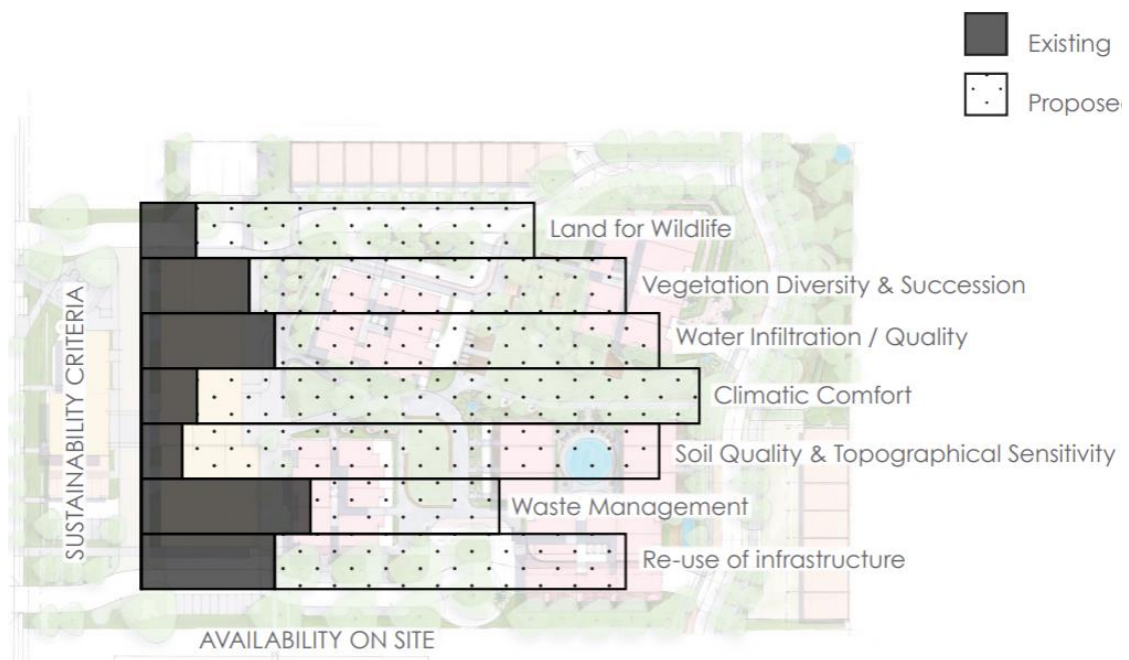 Existing
Proposed
Land for Wildlife
Vegetation Diversity & Succession
Water Infiltration / Quality
Climatic Comfort
Soil Quality & Topographical Sensitivity
Waste Management
Re-use of infrastructure
SUSTAINABILITY CRITERIA
AVAILABILITY ON SITE